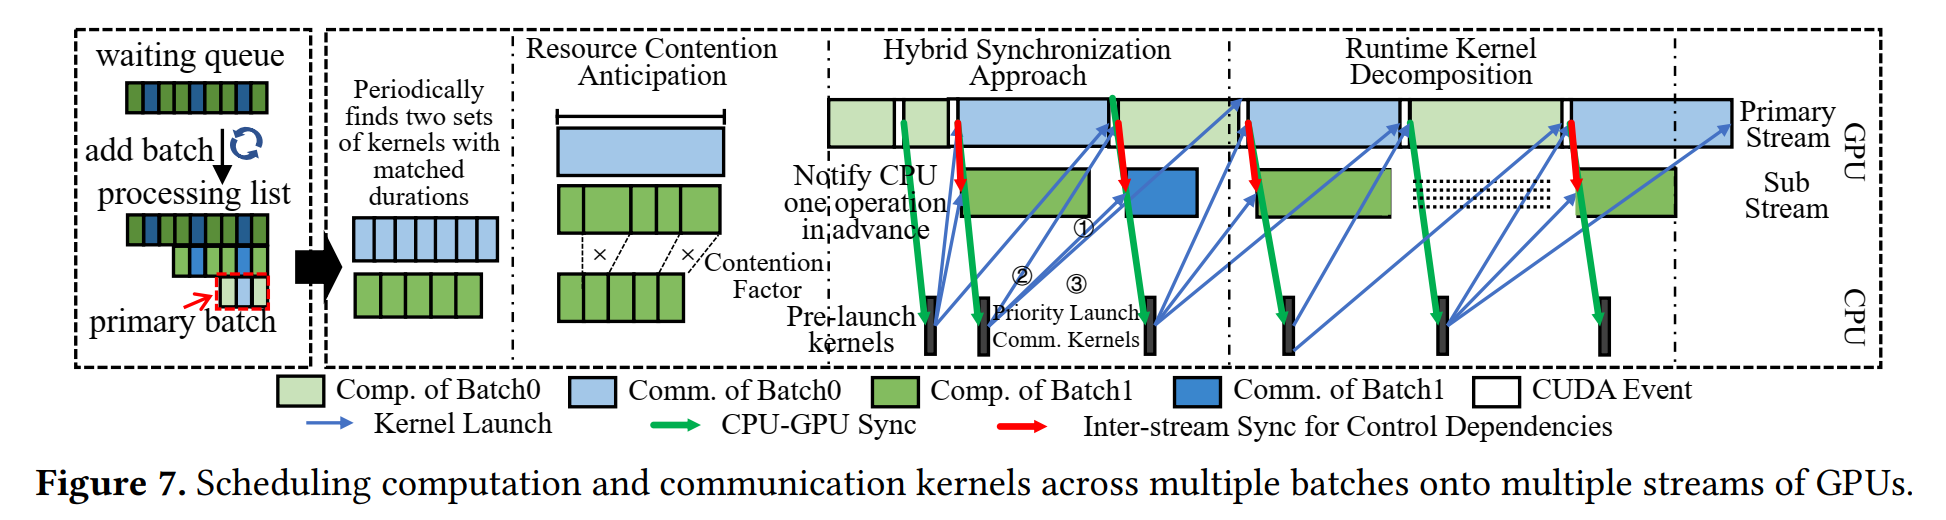 waiting queue
add batch
processing list
primary batch
Periodically
finds two sets
of kernels with
matched
durations
Resource Contention
Anticipation
×
×
Contention
Factor
Hybrid Synchronization
Approach
Runtime Kernel
Decomposition
Primary
Stream
GPU
Notify CPU
one operation
in advance
Sub
Stream
①
②
③
Pre-launch
kernels
Priority Launch
Comm. Kernels
CPU
Comp. of Batch0
Comm. of Batch0
Comp. of Batch1
Comm. of Batch1
CUDA Event
Kernel Launch
CPU-GPU Sync
Inter-stream Sync for Control Dependencies
Figure 7. Scheduling computation and communication kernels across multiple batches onto multiple streams of GPUs.